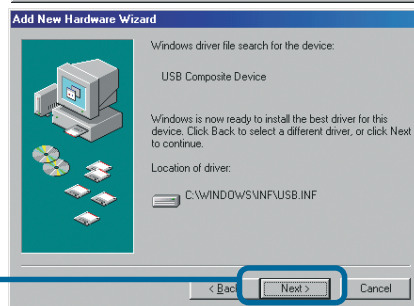 Add New Hardware Wizard
Windows driver file search for the device:
USB Composite Device
Windows is now ready to install the best driver for this
device. Click Back to select a different driver, or click Next
to continue.
Location of driver:
C:\WINDOWS\INF\USB.INF
< Back Next > Cancel